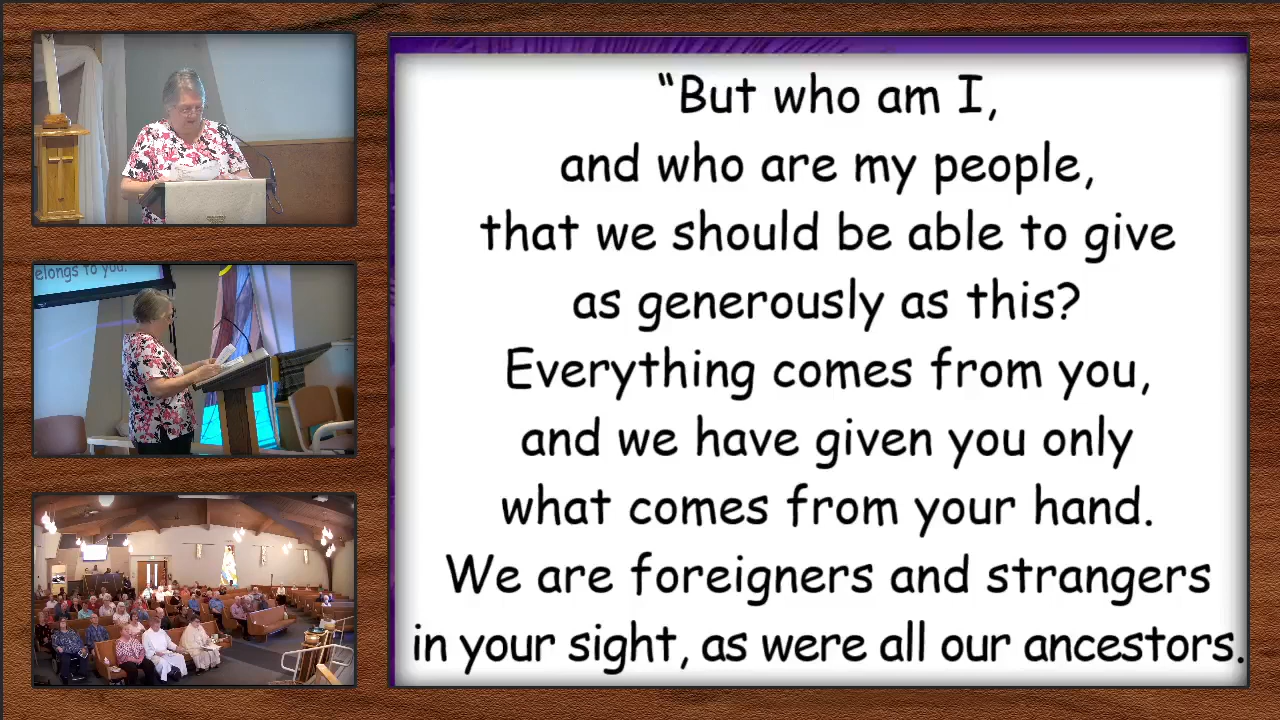 elongs to you.
“But who am I,
and who are my people,
that we should be able to give
as generously as this?
Everything comes from you,
and we have given you only
what comes from your hand.
We are foreigners and strangers
in your sight, as were all our ancestors.